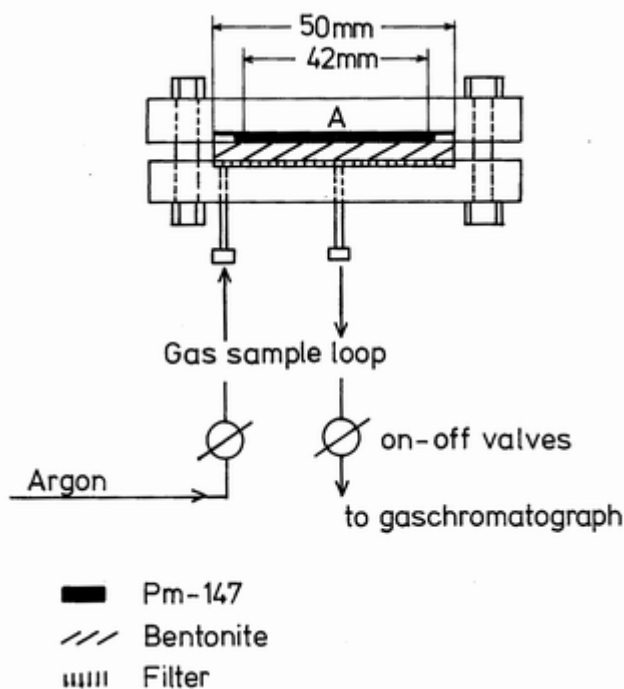 50mm
42mm
A
Gas sample loop
on-off valves
Argon
to gaschromatograph
Pm-147
Bentonite
Filter